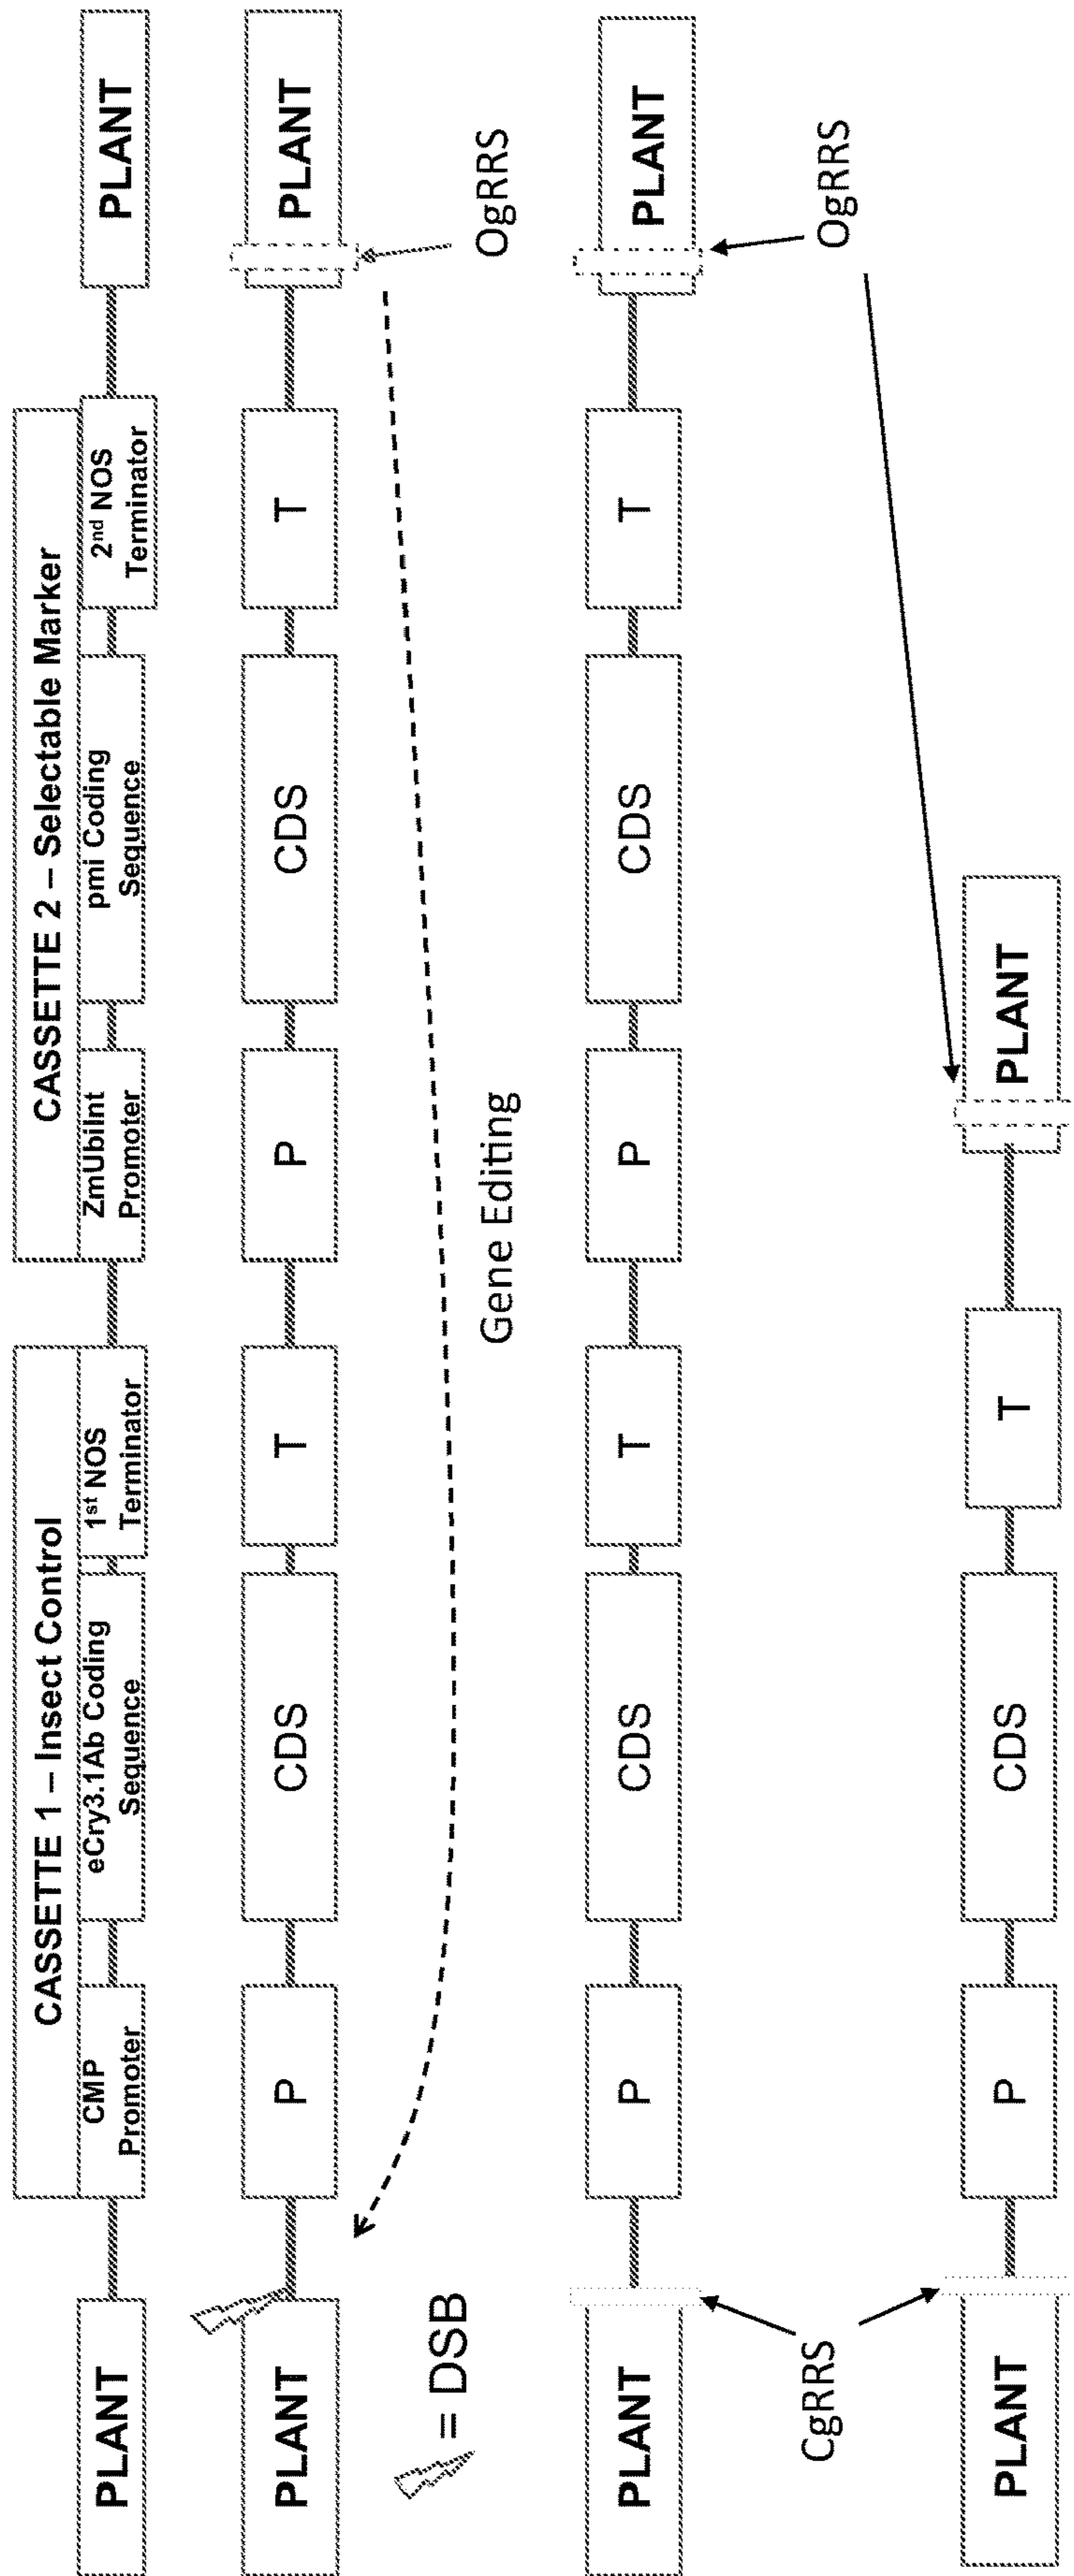 CASSETTE 1 – Insect Control
CASSETTE 2 – Selectable Marker
PLANT
CMP
Promoter
eCry3.1Ab Coding
Sequence
1st NOS
Terminator
ZmUbiInt
Promoter
pmi Coding
Sequence
2nd NOS
Terminator
PLANT
PLANT
P
CDS
T
P
CDS
T
PLANT
= DSB
Gene Editing
OgRRS
PLANT
P
CDS
T
P
CDS
T
PLANT
CgRRS
OgRRS
PLANT
P
CDS
T
PLANT